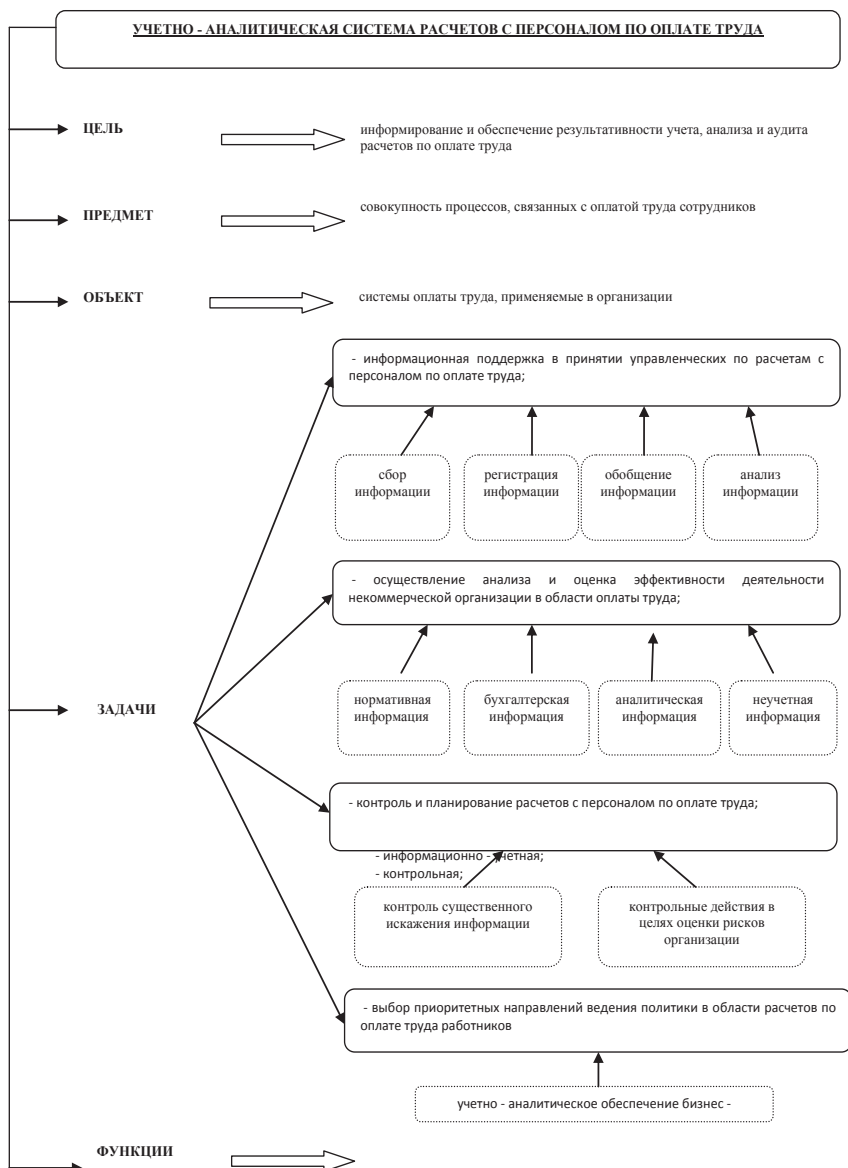 УЧЕТНО - АНАЛИТИЧЕСКАЯ СИСТЕМА РАСЧЕТОВ С ПЕРСОНАЛОМ ПО ОПЛАТЕ ТРУДА
ЦЕЛЬ
информирование и обеспечение результативности учета, анализа и аудита
расчетов по оплате труда
ПРЕДМЕТ
совокупность процессов, связанных с оплатой труда сотрудников
ОБЪЕКТ
системы оплаты труда, применяемые в организации
- информационная поддержка в принятии управленческих по расчетам с
персоналом по оплате труда;
сбор
информации
регистрация
информации
обобщение
информации
анализ
информации
- осуществление анализа и оценка эффективности деятельности
некоммерческой организации в области оплаты труда;
нормативная
информация
бухгалтерская
информация
аналитическая
информация
неучетная
информация
ЗАДАЧИ
- контроль и планирование расчетов с персоналом по оплате труда;
- информационно - учетная;
- контрольная;
контроль существенного
искажения информации
контрольные действия в
целях оценки рисков
организации
- выбор приоритетных направлений ведения политики в области расчетов по
оплате труда работников
учетно - аналитическое обеспечение бизнес -
ФУНКЦИИ